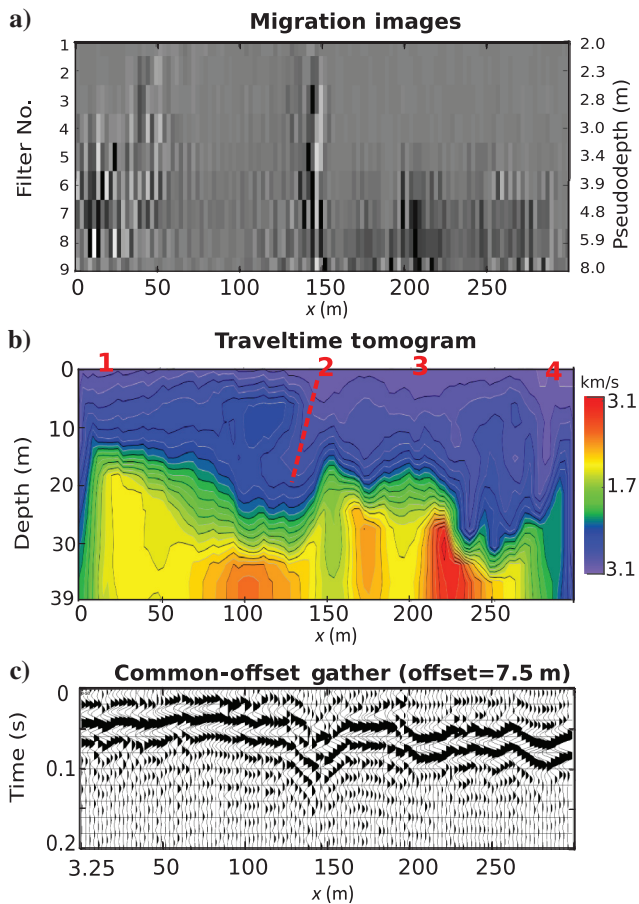 a) Migration images
Filter No.
1
2
3
4
5
6
7
8
9
2.0
2.3
2.8
3.0
3.4
3.9
4.8
5.9
8.0
Pseudodepth (m)
0 50 100 150 200 250
x (m)
b) Traveltime tomogram
1 2 3 4
Depth (m)
0
10
20
30
39
km/s
3.1
1.7
3.1
0 50 100 150 200 250
x (m)
c) Common-offset gather (offset=7.5 m)
Time (s)
0
0.1
0.2
3.25 50 100 150 200 250
x (m)